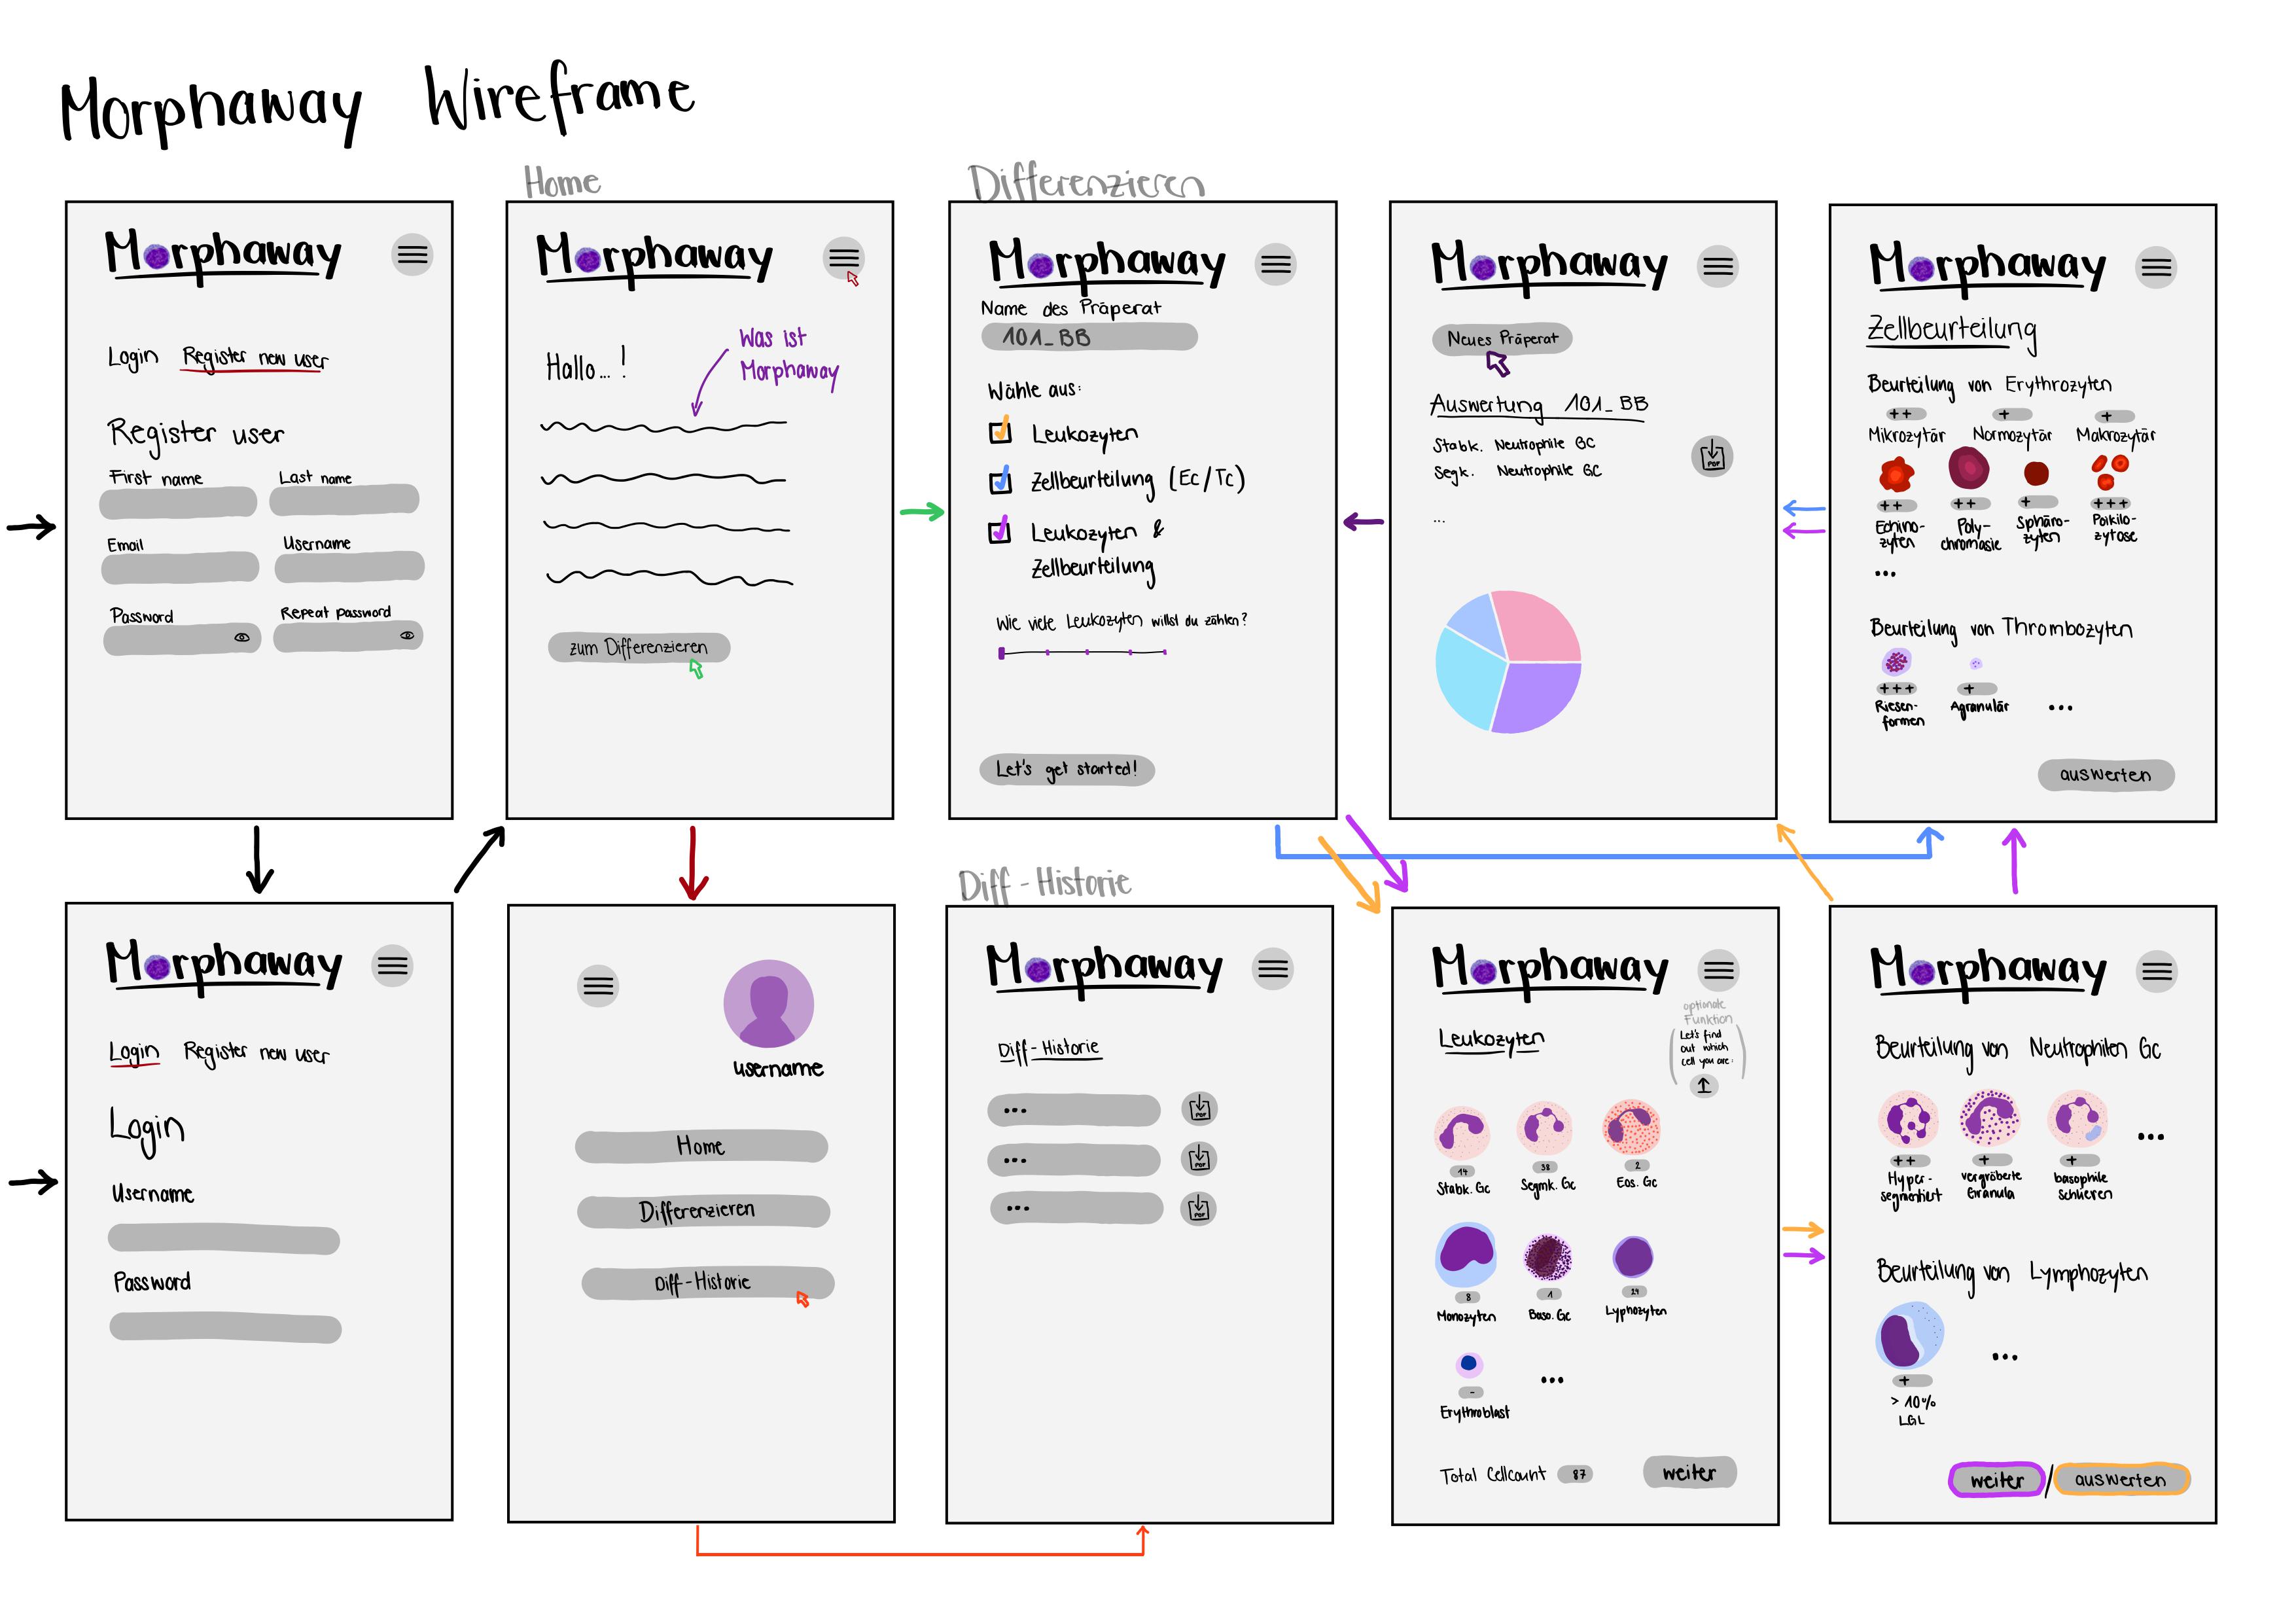 Morphaway Wireframe
Morphaway
Login Register new user
Register user
First name Last name
Email Username
Password Repeat password
Home
Morphaway
Hallo...!
Was ist
Morphaway
zum Differenzieren
Differenzieren
Morphaway
Name des Präperat
101_BB
Wähle aus:
Leukozyten
Zellbeurteilung (Ec/Tc)
Leukozyten &
Zellbeurteilung
Wie viele Leukozyten willst du zählen?
Let's get started!
Morphaway
Neues Präperat
Auswertung 101_BB
Stabk. Neutrophile GC
Segk. Neutrophile GC
PDF
...
Morphaway
Zellbeurteilung
Beurteilung von Erythrozyten
++ + +
Mikrozytär Normozytär Makrozytär
++ ++ + +++
Echino-
zyten
Poly-
chromasie
Sphäro-
zyten
Poikilo-
zytose
...
Beurteilung von Thrombozyten
+++ +
Riesen-
formen
Agranulär
...
auswerten
Morphaway
Login Register new user
Login
Username
Password
username
Home
Differenzieren
Diff-Historie
Diff-Historie
Morphaway
Diff-Historie
... PDF
... PDF
... PDF
Morphaway
optionale
Funktion
(Let's find
out which
cell you are.)
Leukozyten
14 38 2
Stabk. Gc Segmk. Gc Eos. Gc
8 1 24
Monozyten Baso. Gc Lyphozyten
-
Erythroblast
...
Total Cellcount 87
weiter
Morphaway
Beurteilung von Neutrophilen Gc
++ + +
Hyper-
segmentiert
vergröberte
Granula
basophile
schlieren
...
Beurteilung von Lymphozyten
+
> 10%
LGL
...
weiter / auswerten